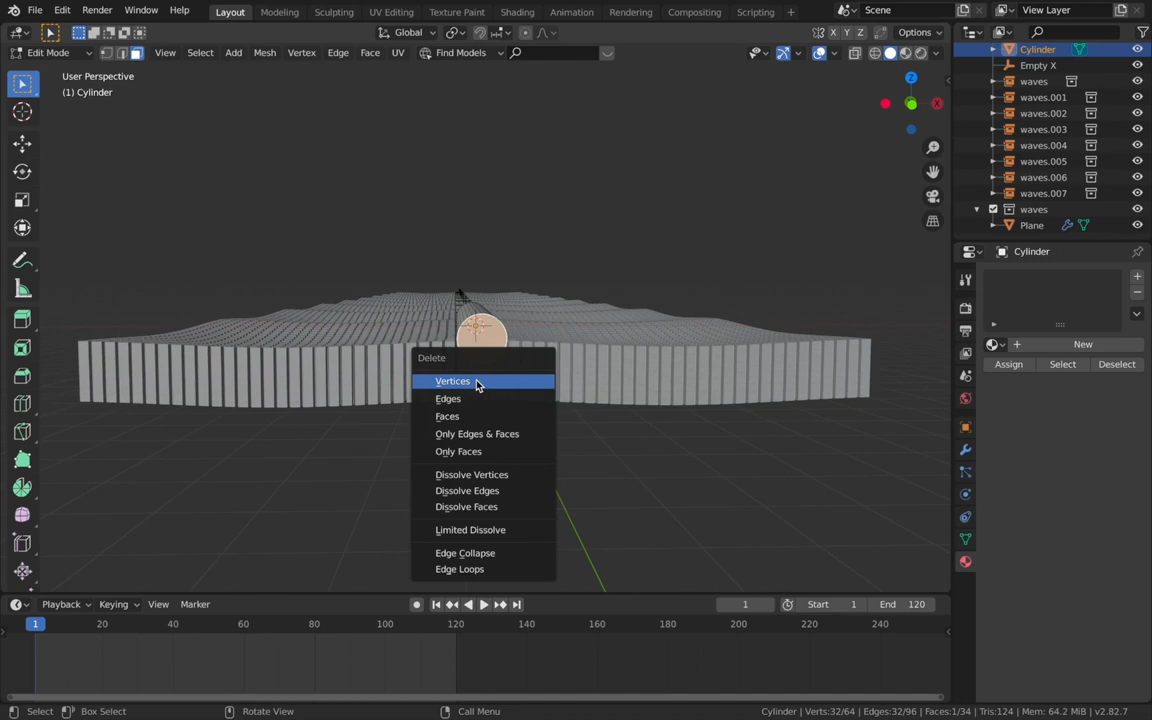 File Edit Render Window Help Layout Modeling Sculpting UV Editing Texture Paint Shading Animation Rendering Compositing Scripting + Scene View Layer
Global X Y Z Options
Edit Mode View Select Add Mesh Vertex Edge Face UV Find Models
User Perspective
(1) Cylinder
Z
X
Cylinder
Empty X
waves
waves.001
waves.002
waves.003
waves.004
waves.005
waves.006
waves.007
waves
Plane
Cylinder
+ New
Assign Select Deselect
Delete
Vertices
Edges
Faces
Only Edges & Faces
Only Faces
Dissolve Vertices
Dissolve Edges
Dissolve Faces
Limited Dissolve
Edge Collapse
Edge Loops
Playback Keying View Marker 1 Start 1 End 120
1 20 40 60 80 100 120 140 160 180 200 220 240
Select Box Select Rotate View Call Menu Cylinder | Verts:32/64 | Edges:32/96 | Faces:1/34 | Tris:124 | Mem: 64.2 MiB | v2.82.7